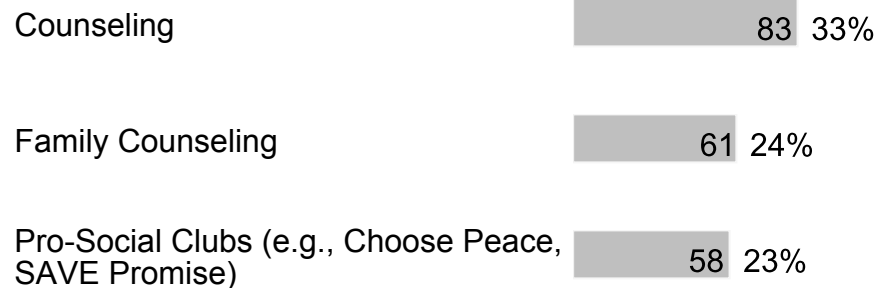 Counseling 83 33%
Family Counseling 61 24%
Pro-Social Clubs (e.g., Choose Peace,
SAVE Promise) 58 23%